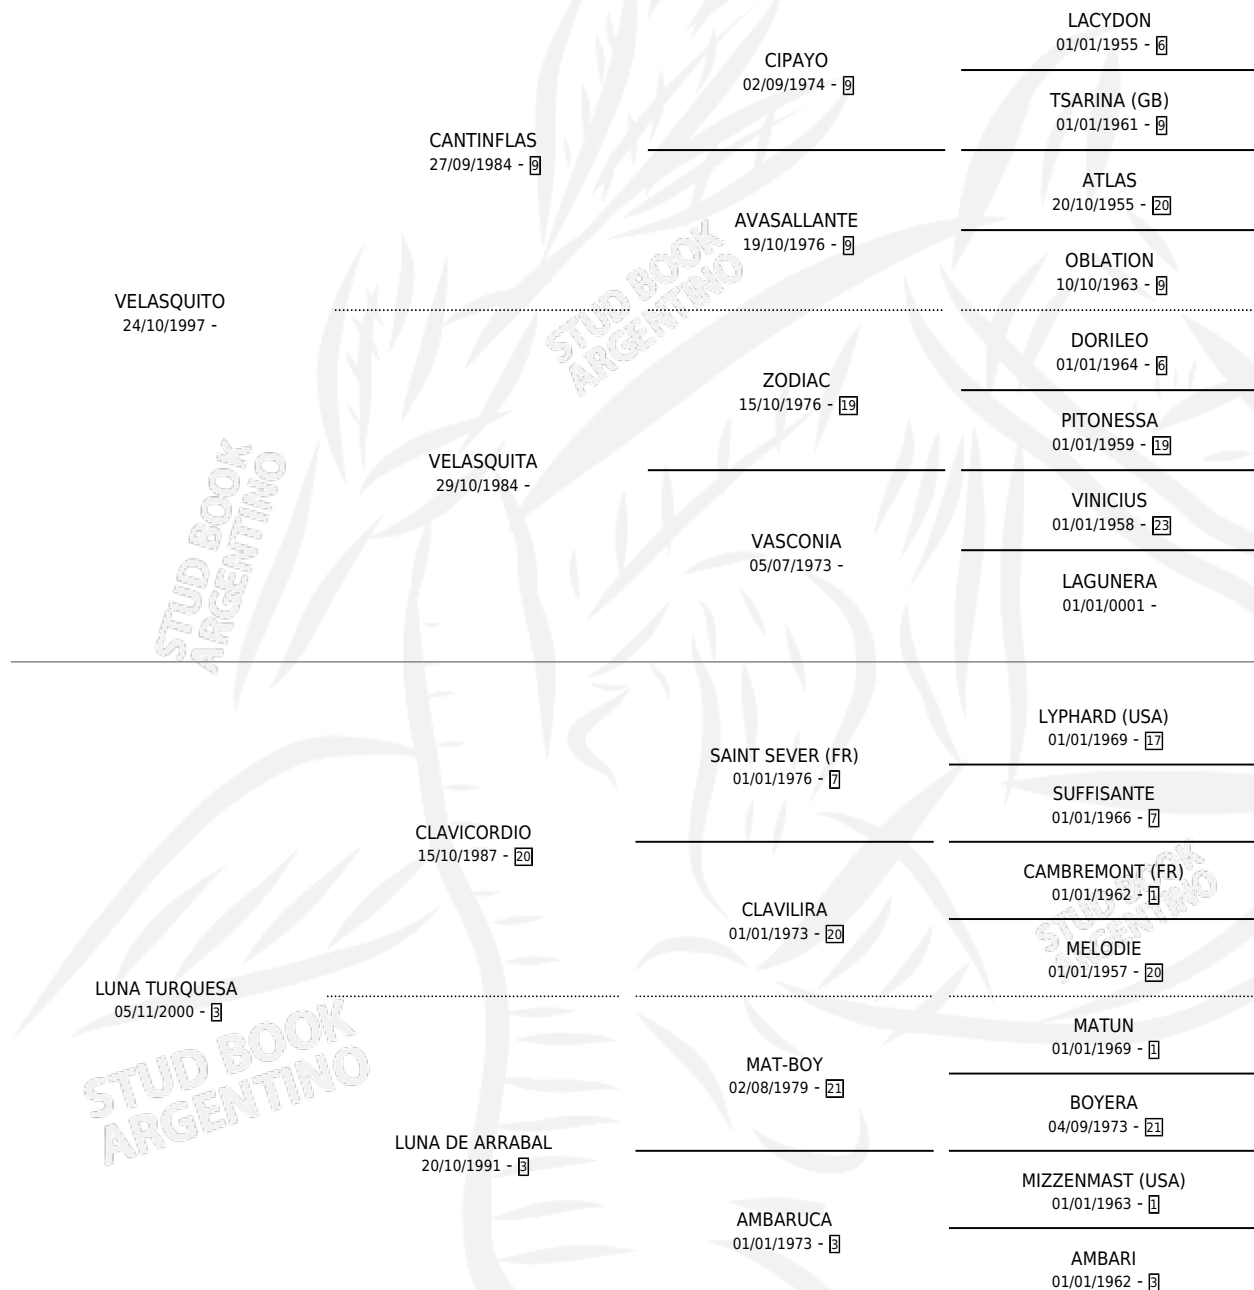 LACYDON
01/01/1955 - 6
CIPAYO
02/09/1974 - 9
TSARINA (GB)
01/01/1961 - 9
CANTINFLAS
27/09/1984 - 9
ATLAS
20/10/1955 - 20
AVASALLANTE
19/10/1976 - 9
OBLATION
10/10/1963 - 9
VELASQUITO
24/10/1997 -
DORILEO
01/01/1964 - 6
ZODIAC
15/10/1976 - 19
PITONESSA
01/01/1959 - 19
VELASQUITA
29/10/1984 -
VINICIUS
01/01/1958 - 23
VASCONIA
05/07/1973 -
LAGUNERA
01/01/0001 -
STUD BOOK
ARGENTINO
STUD BOOK
ARGENTINO
LYPHARD (USA)
01/01/1969 - 17
SAINT SEVER (FR)
01/01/1976 - 7
SUFFISANTE
01/01/1966 - 7
CLAVICORDIO
15/10/1987 - 20
CAMBREMONT (FR)
01/01/1962 - 1
CLAVILIRA
01/01/1973 - 20
MELODIE
01/01/1957 - 20
LUNA TURQUESA
05/11/2000 - 3
MATUN
01/01/1969 - 1
MAT-BOY
02/08/1979 - 21
BOYERA
04/09/1973 - 21
LUNA DE ARRABAL
20/10/1991 - 3
MIZZENMAST (USA)
01/01/1963 - 1
AMBARUCA
01/01/1973 - 3
AMBARI
01/01/1962 - 3
STUD BOOK
ARGENTINO
STUD BOOK
ARGENTINO